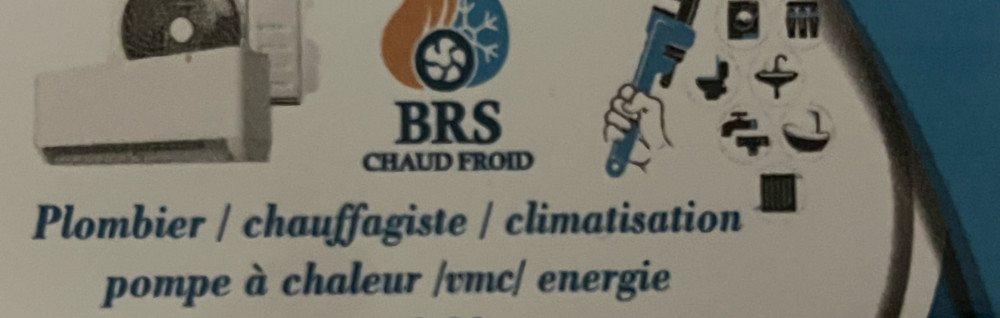 BRS
CHAUD FROID
Plombier / chauffagiste / climatisation
pompe à chaleur /vmc/ energie